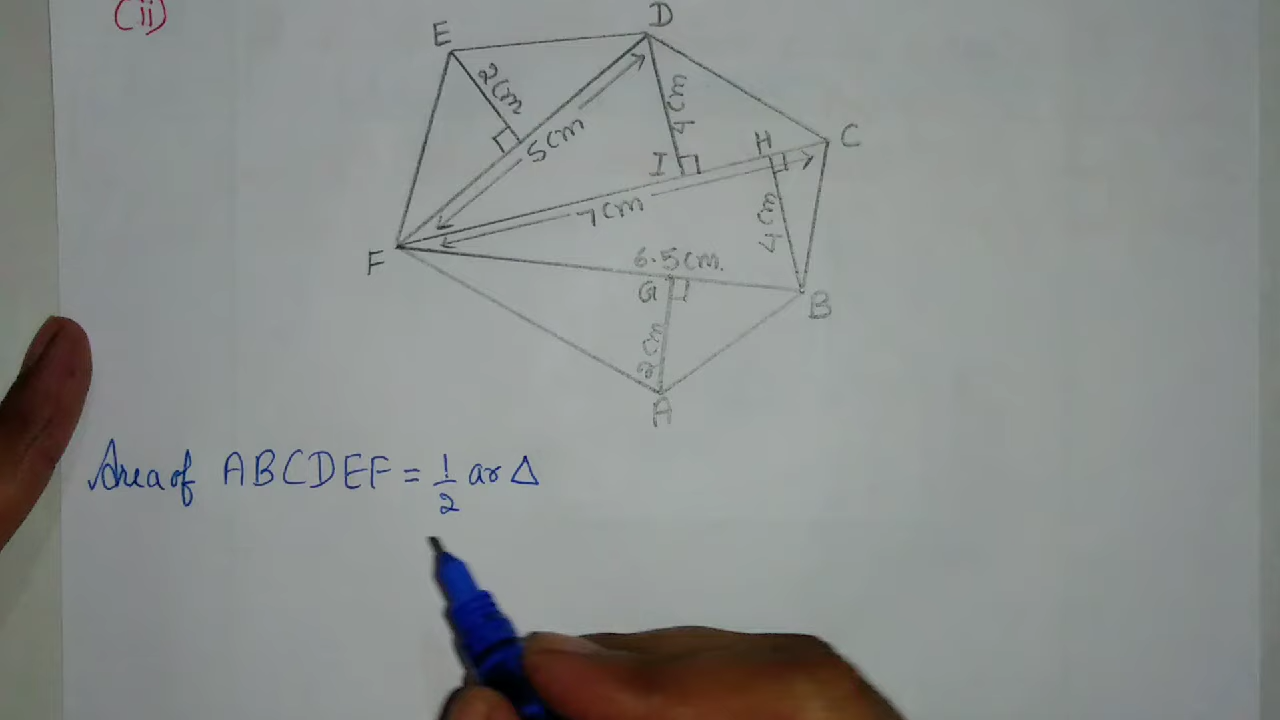 (ii)
E
D
2cm
5cm
4cm
I
H
C
7cm
4cm
F
6.5cm.
G
B
2cm
A
Area of ABCDEF = 1/2 ar Δ